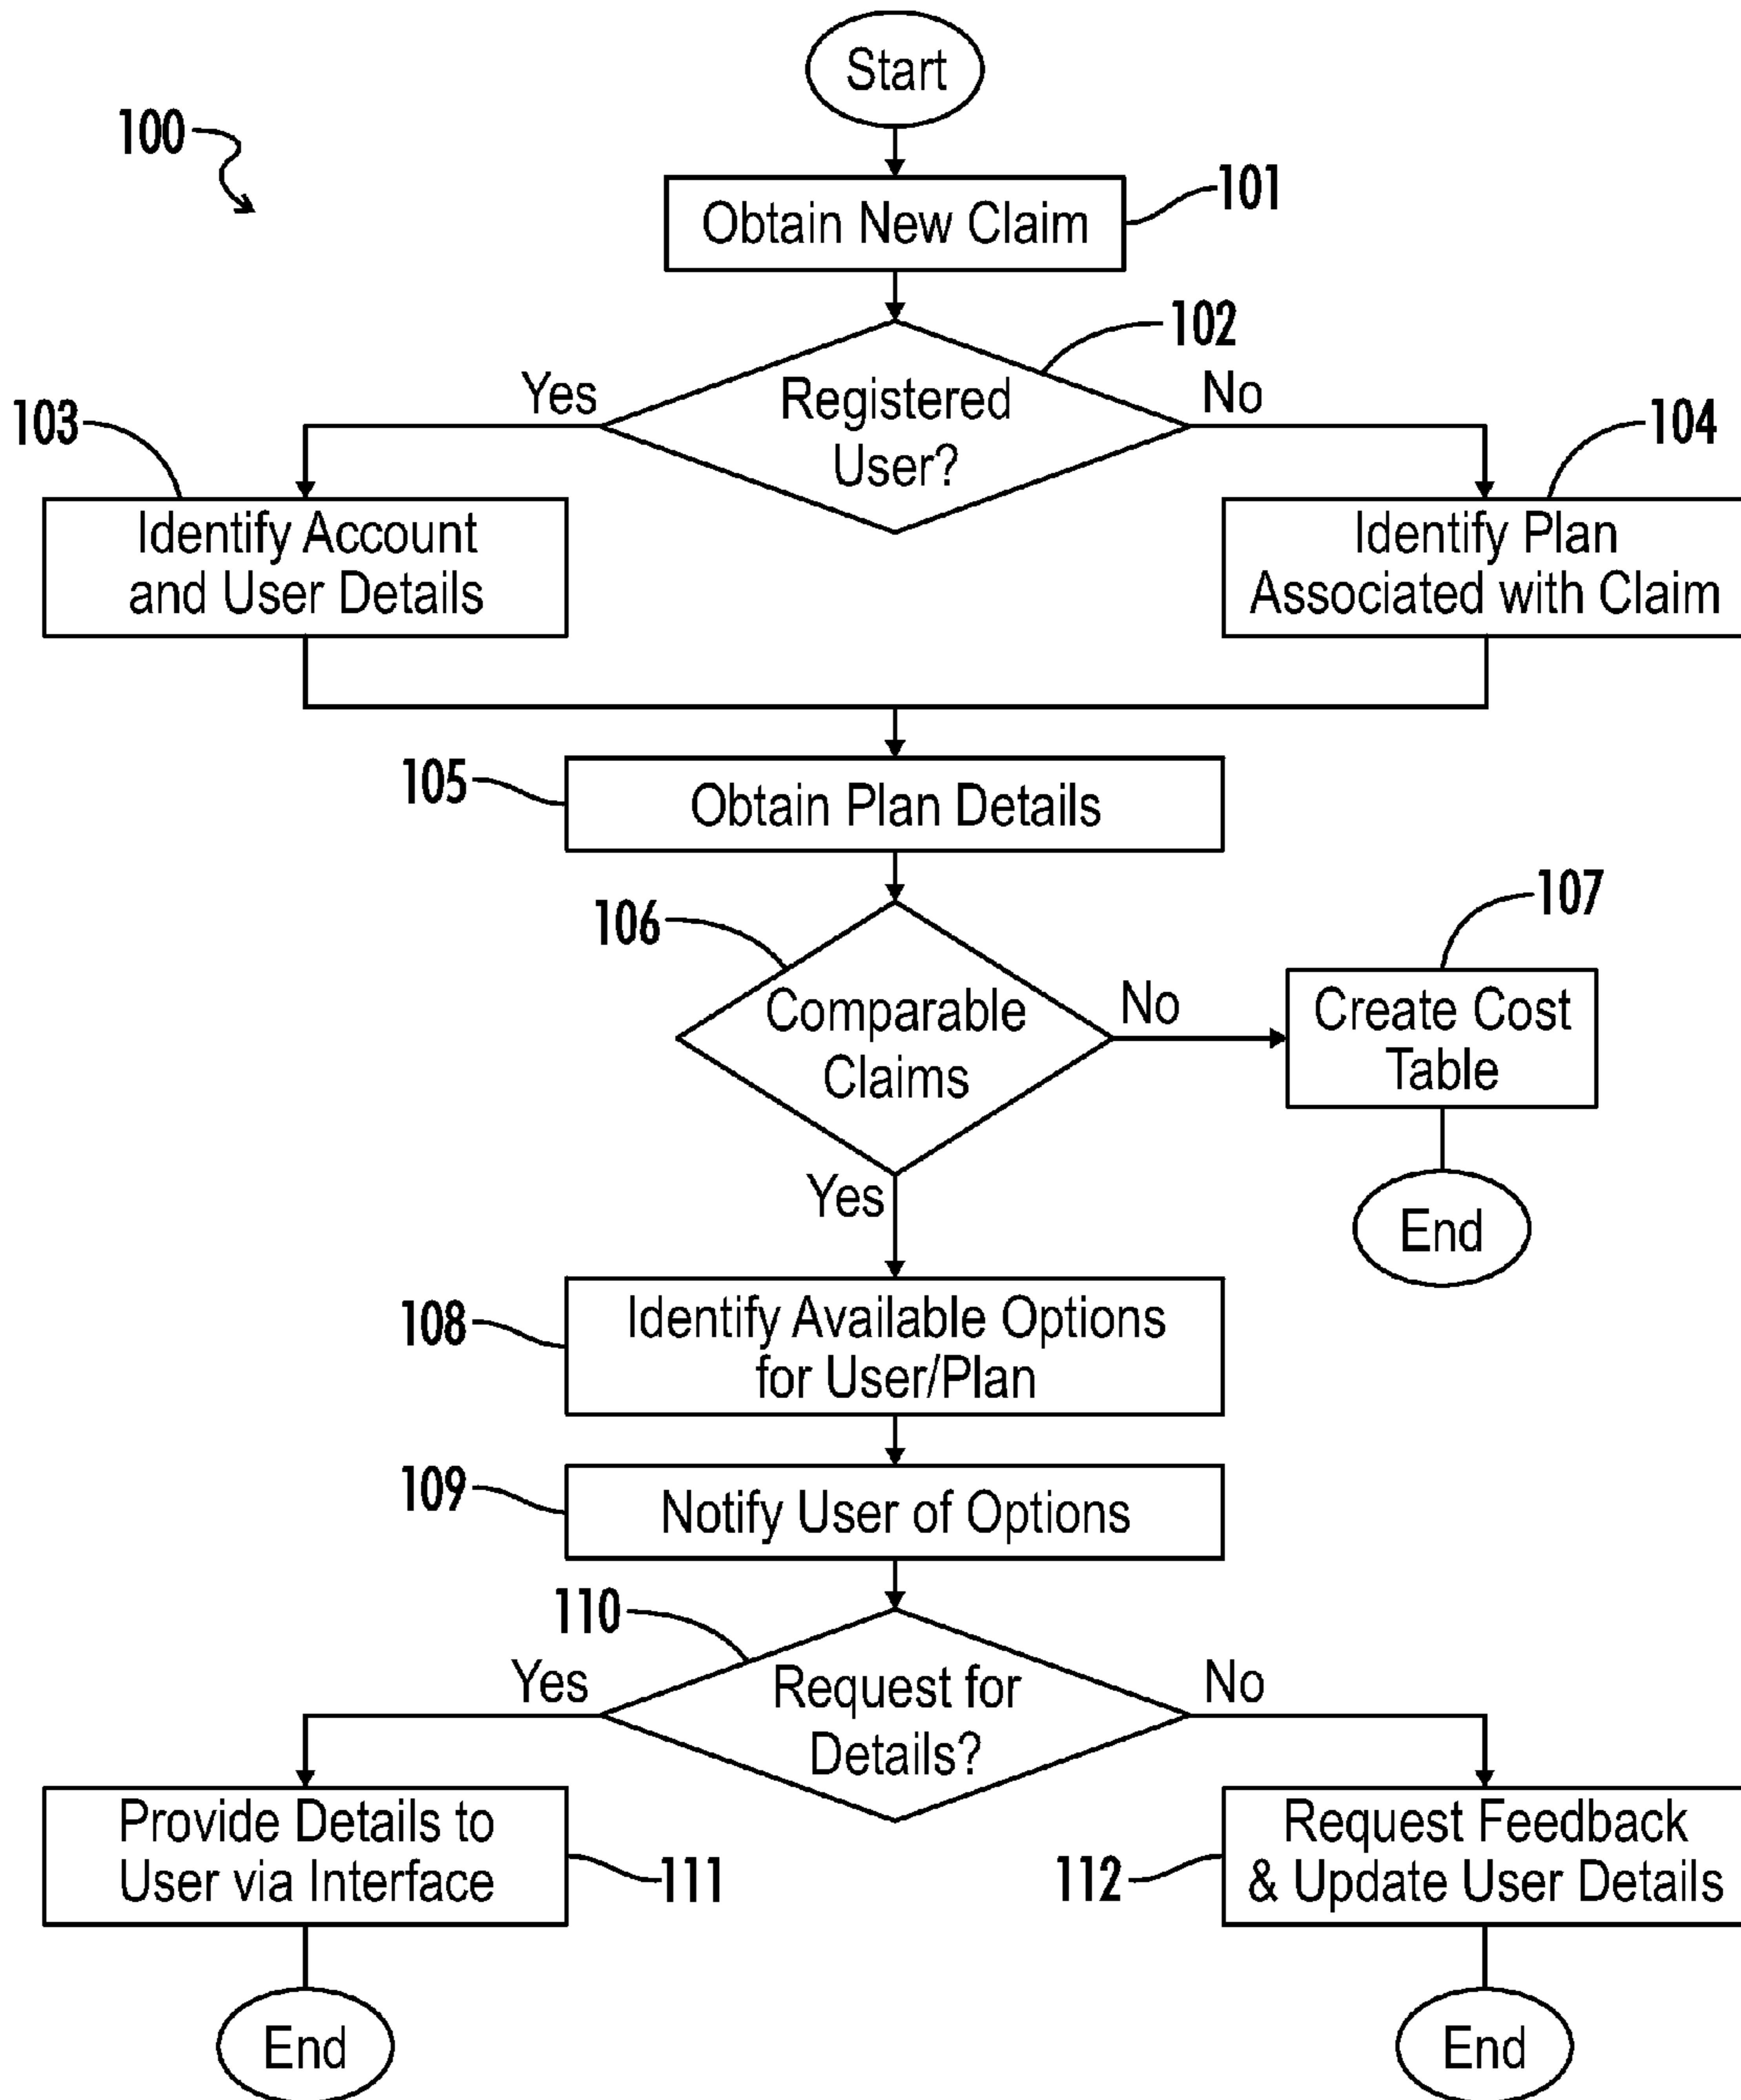 Start
100
101
Obtain New Claim
102
Yes
Registered
User?
No
103
104
Identify Account
and User Details
Identify Plan
Associated with Claim
105
Obtain Plan Details
106
107
Comparable
Claims
No
Create Cost
Table
Yes
End
108
Identify Available Options
for User/Plan
109
Notify User of Options
110
Yes
Request for
Details?
No
Provide Details to
User via Interface
111
112
Request Feedback
& Update User Details
End
End